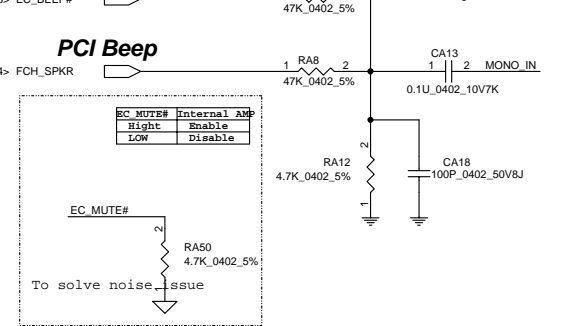 EC_BEEP#
47K_0402_5%
PCI Beep
4> FCH_SPKR
1 RA8 2
47K_0402_5%
CA13
1 2 MONO_IN
0.1U_0402_10V7K
EC_MUTE# Internal AMP
Hight Enable
LOW Disable
2
RA12
4.7K_0402_5%
1
CA18
100P_0402_50V8J
EC_MUTE#
2
RA50
4.7K_0402_5%
1
To solve noise issue